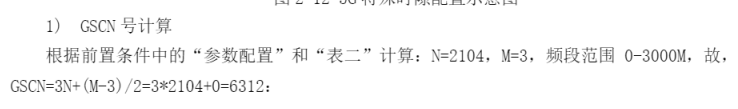 1） GSCN 号计算
根据前置条件中的“参数配置”和“表二”计算：N=2104，M=3，频段范围 0-3000M，故，
GSCN=3N+(M-3)/2=3*2104+0=6312：